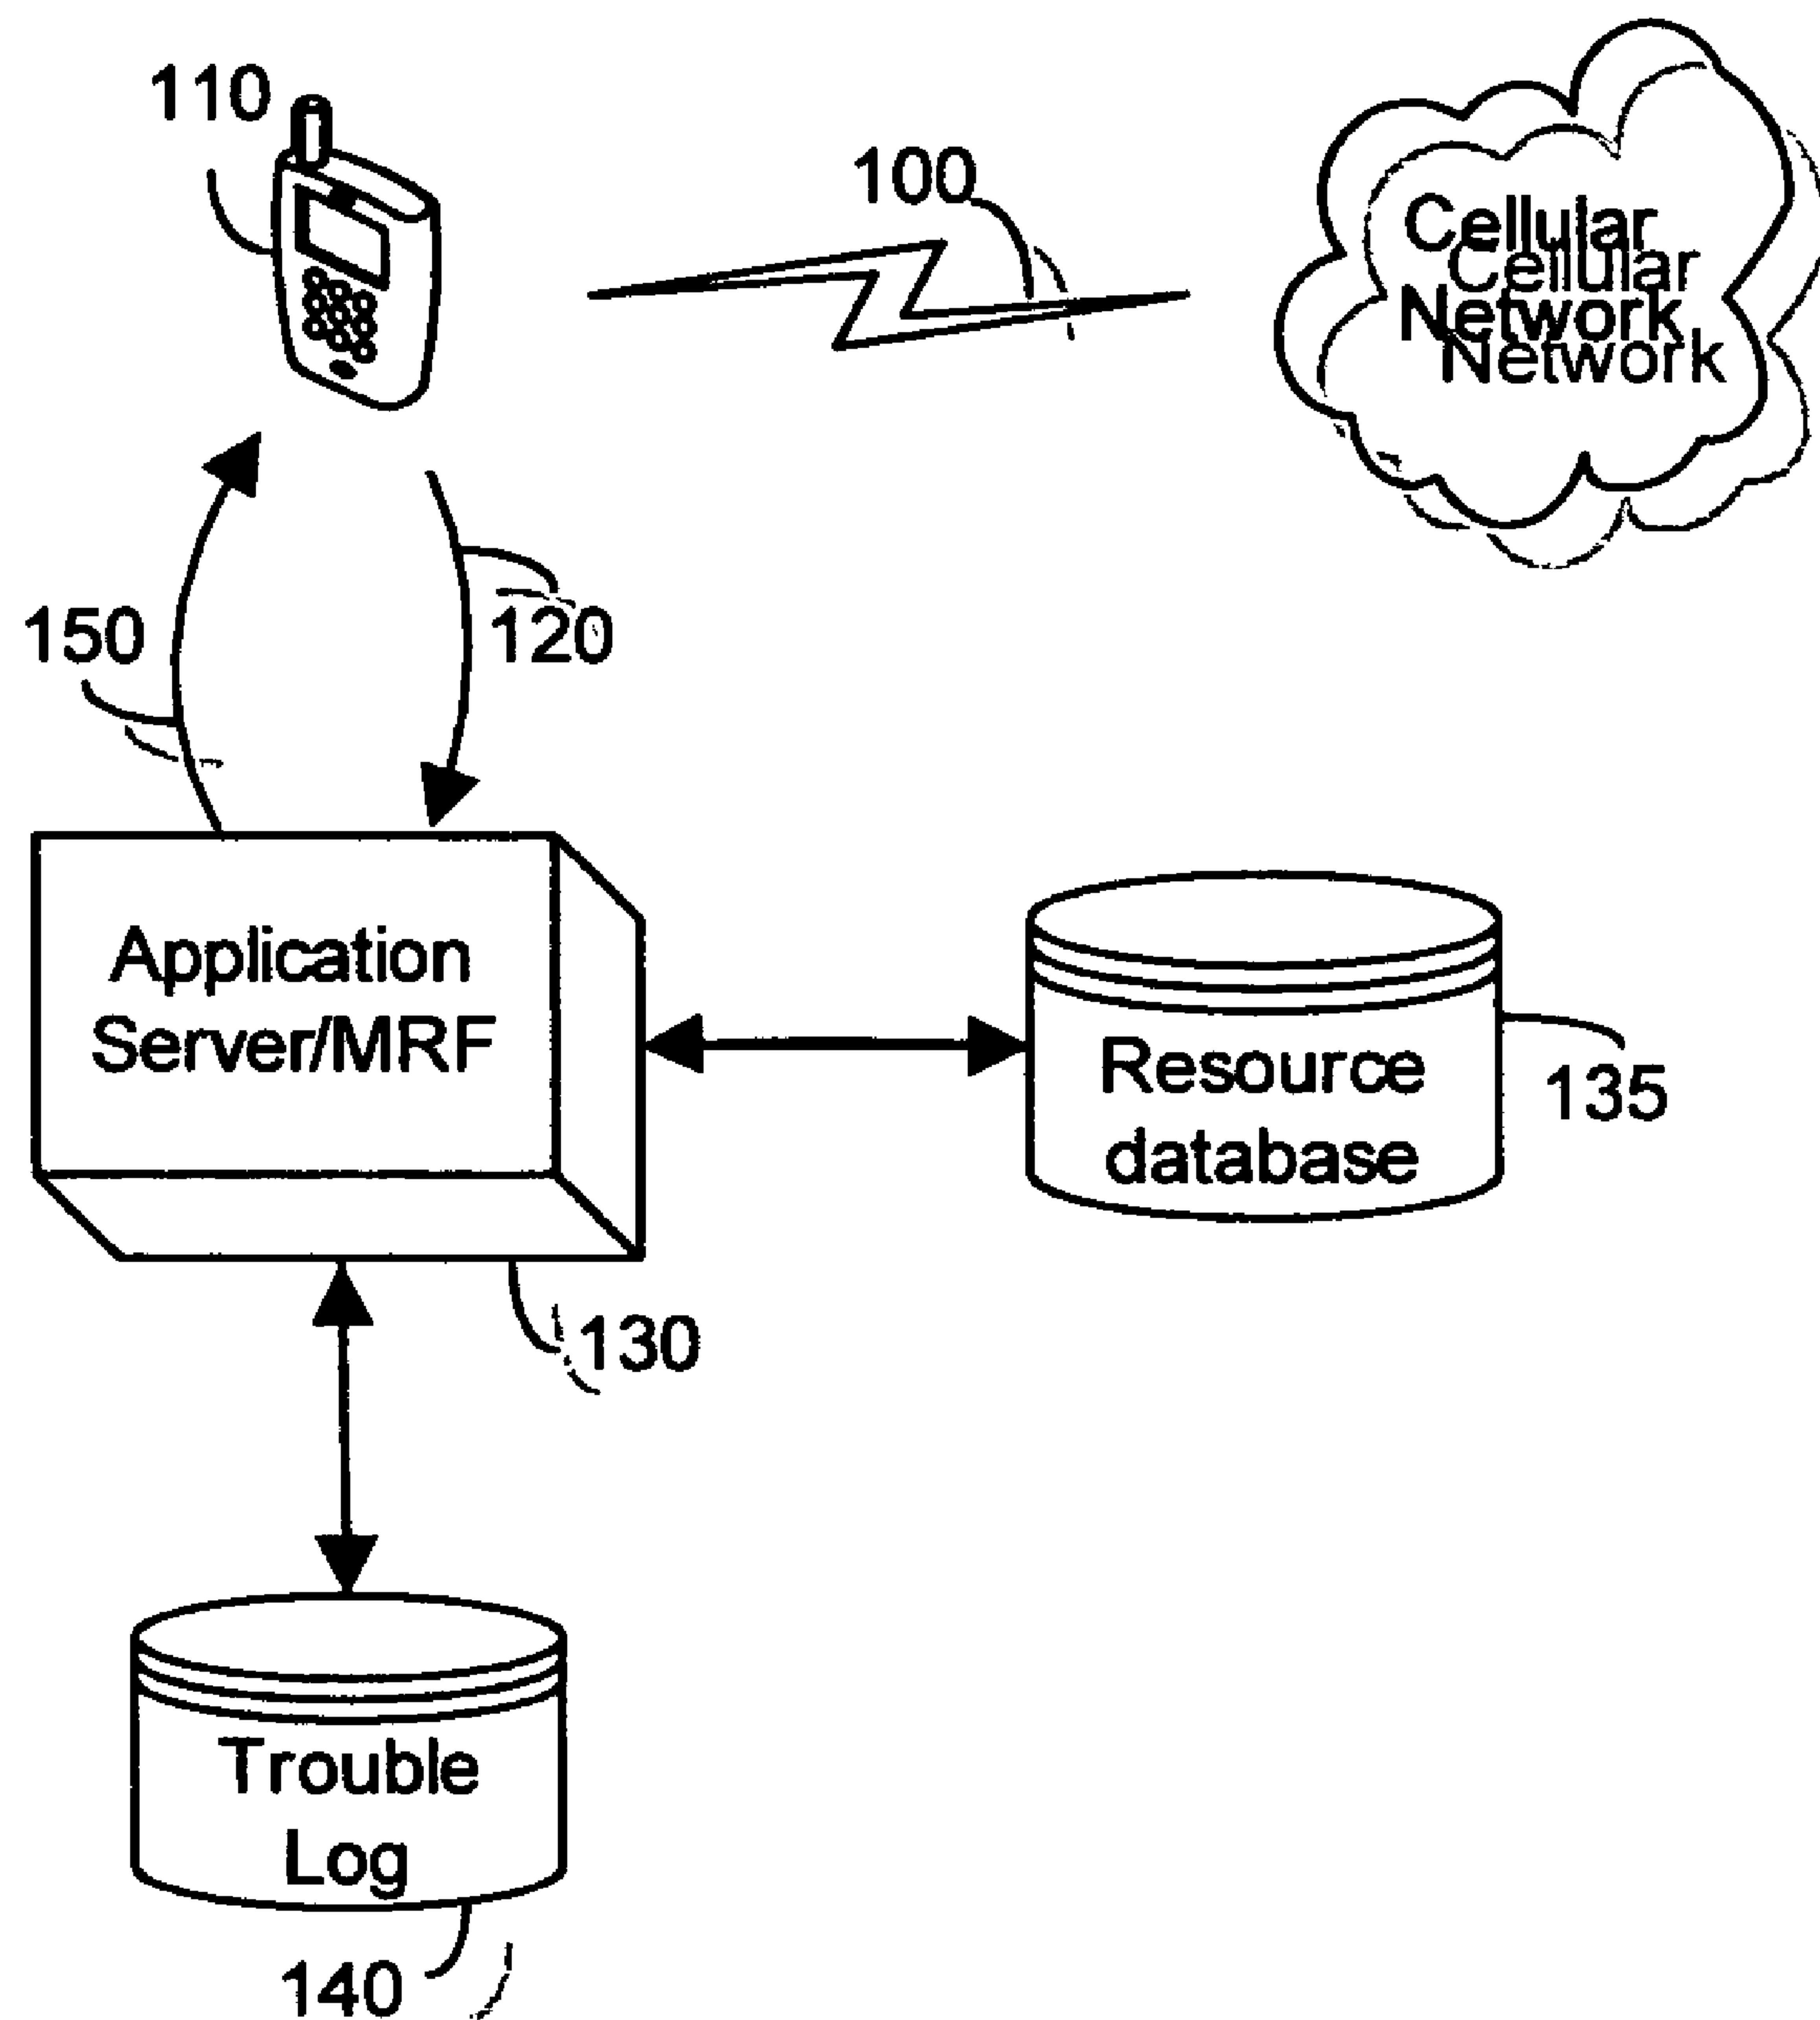 110
100
Cellular
Cellular
Network
Network
150
120
Application
Server/MRF
Resource
database
135
130
Trouble
Log
140